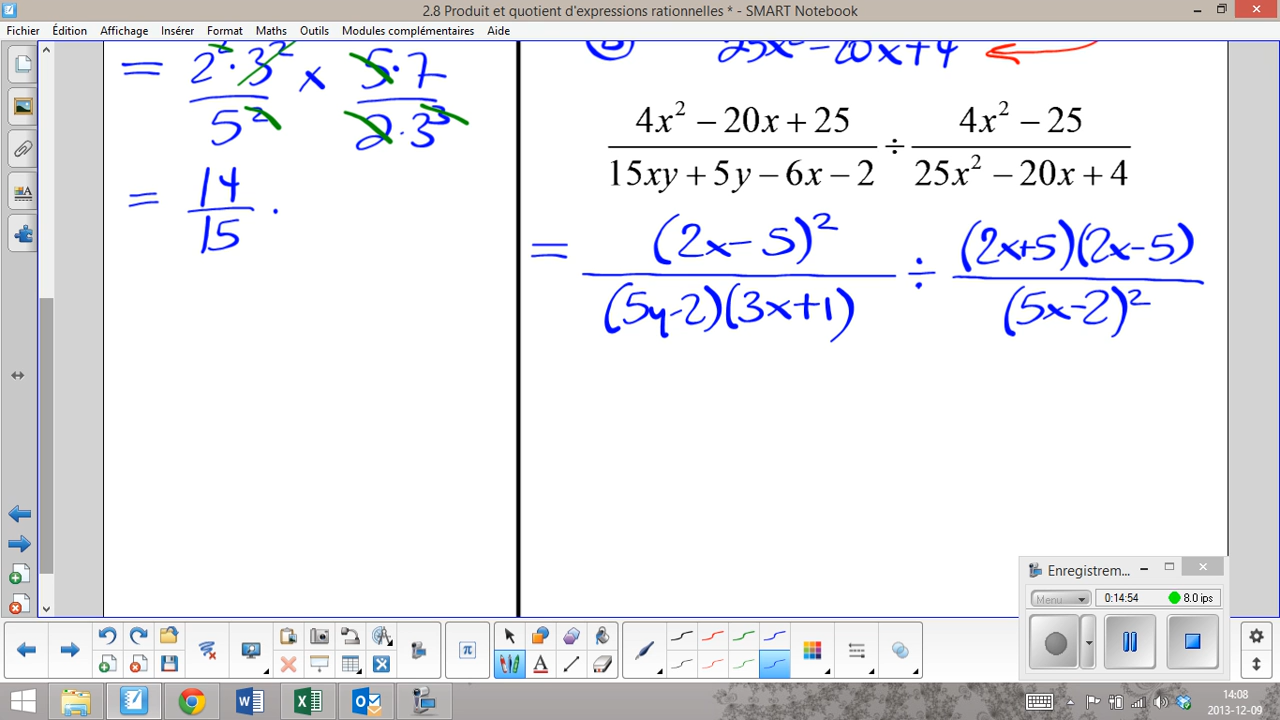 2.8 Produit et quotient d'expressions rationnelles * - SMART Notebook
Fichier Édition Affichage Insérer Format Maths Outils Modules complémentaires Aide
= 2²·3²/5² x 5·7/2·3³
= 14/15 .
25x² - 20x + 4
4x² − 20x + 25 / 15xy + 5y − 6x − 2 ÷ 4x² − 25 / 25x² − 20x + 4
= (2x-5)² / (5y-2)(3x+1) ÷ (2x+5)(2x-5) / (5x-2)²
Enregistrem...
Menu 0:14:54 8.0 ips
14:08
2013-12-09